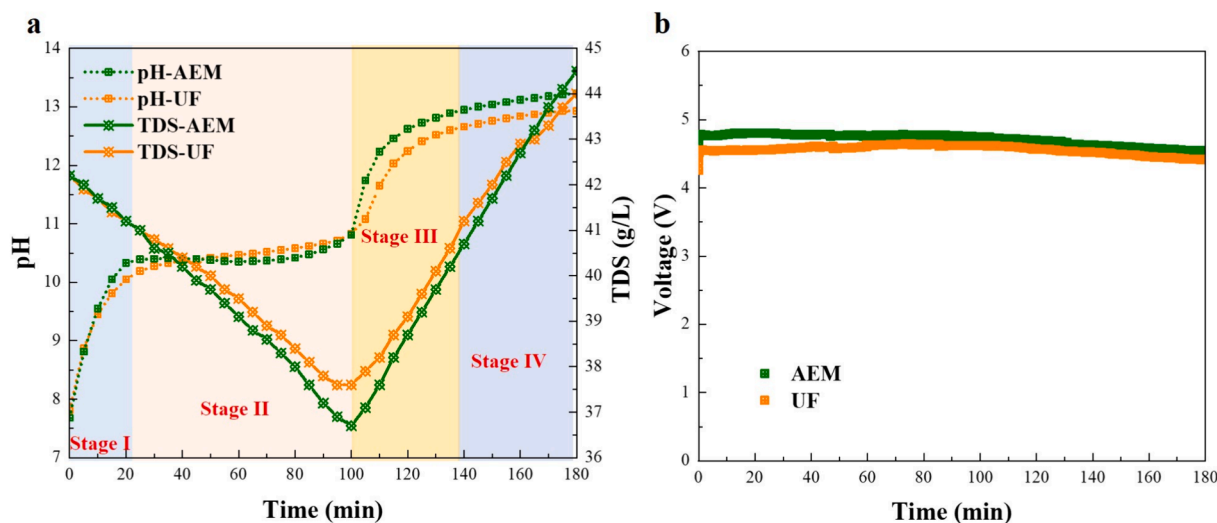 a
14
13
12
11
10
9
8
7
pH
pH-AEM
pH-UF
TDS-AEM
TDS-UF
Stage I
Stage II
Stage III
Stage IV
45
44
43
42
41
40
39
38
37
36
TDS (g/L)
0 20 40 60 80 100 120 140 160 180
Time (min)
b
6
5
4
3
2
1
0
Voltage (V)
AEM
UF
0 20 40 60 80 100 120 140 160 180
Time (min)